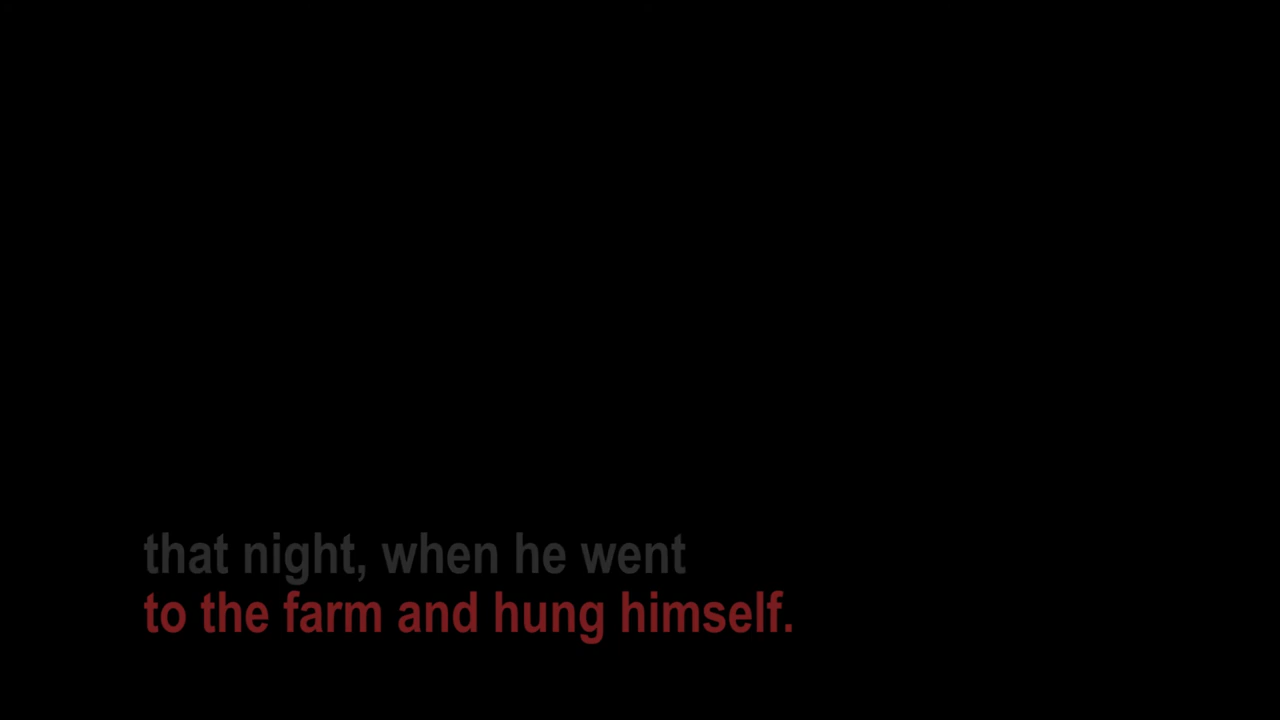 that night, when he went
to the farm and hung himself.